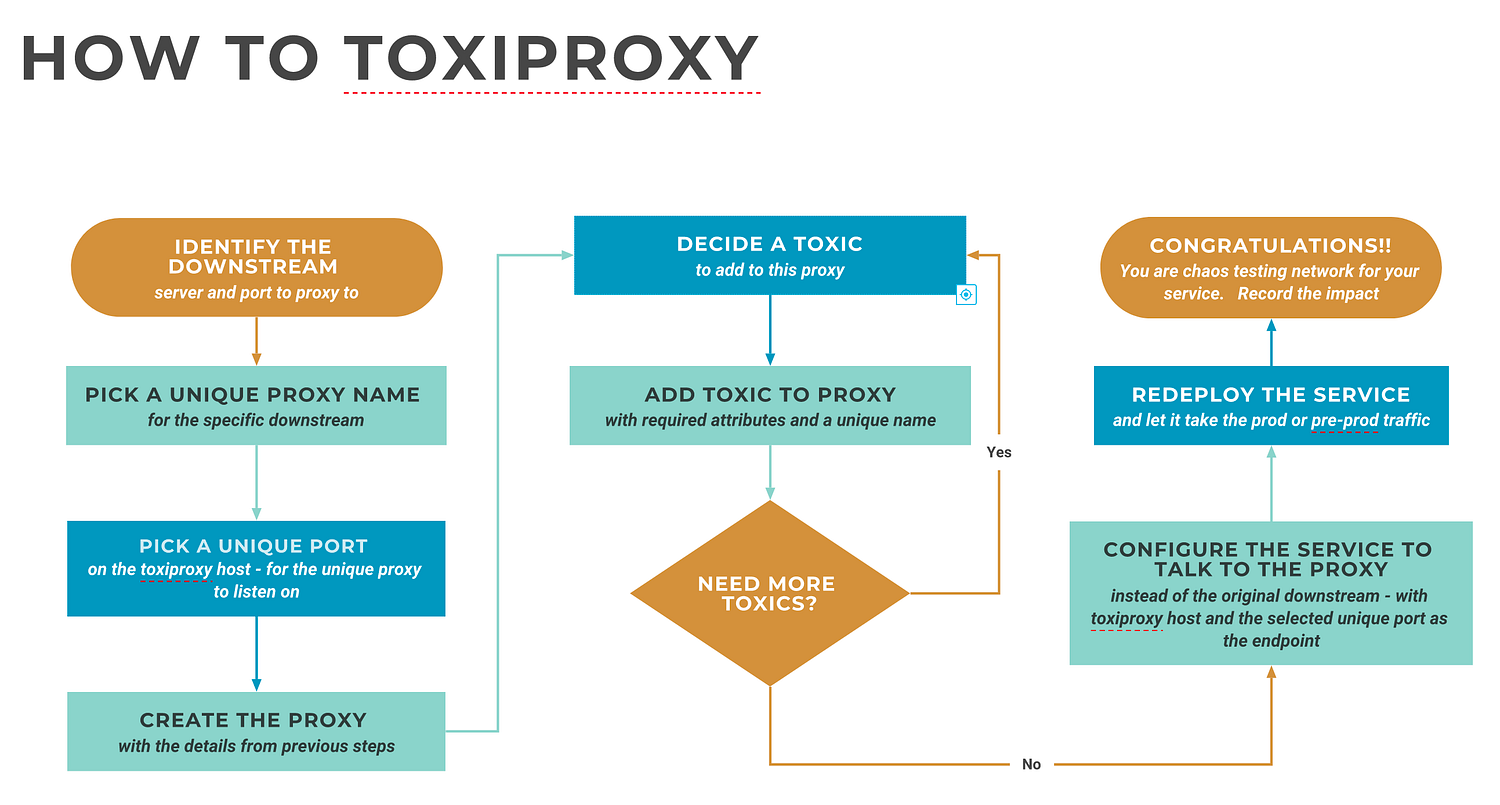 HOW TO TOXIPROXY
IDENTIFY THE
DOWNSTREAM
server and port to proxy to
PICK A UNIQUE PROXY NAME
for the specific downstream
PICK A UNIQUE PORT
on the toxiproxy host - for the unique proxy
to listen on
CREATE THE PROXY
with the details from previous steps
DECIDE A TOXIC
to add to this proxy
ADD TOXIC TO PROXY
with required attributes and a unique name
NEED MORE
TOXICS?
Yes
No
CONFIGURE THE SERVICE TO
TALK TO THE PROXY
instead of the original downstream - with
toxiproxy host and the selected unique port as
the endpoint
REDEPLOY THE SERVICE
and let it take the prod or pre-prod traffic
CONGRATULATIONS!!
You are chaos testing network for your
service. Record the impact